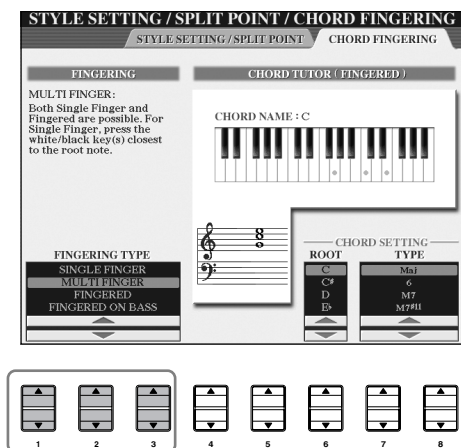 STYLE SETTING / SPLIT POINT / CHORD FINGERING
STYLE SETTING / SPLIT POINT
CHORD FINGERING
FINGERING
MULTI FINGER:
Both Single Finger and
Fingered are possible. For
Single Finger, press the
white/black key(s) closest
to the root note.
FINGERING TYPE
SINGLE FINGER
MULTI FINGER
FINGERED
FINGERED ON BASS
CHORD TUTOR ( FINGERED )
CHORD NAME : C
CHORD SETTING
ROOT
TYPE
C
Maj
C#
6
D
M7
E♭
M7#11
1 2 3 4 5 6 7 8